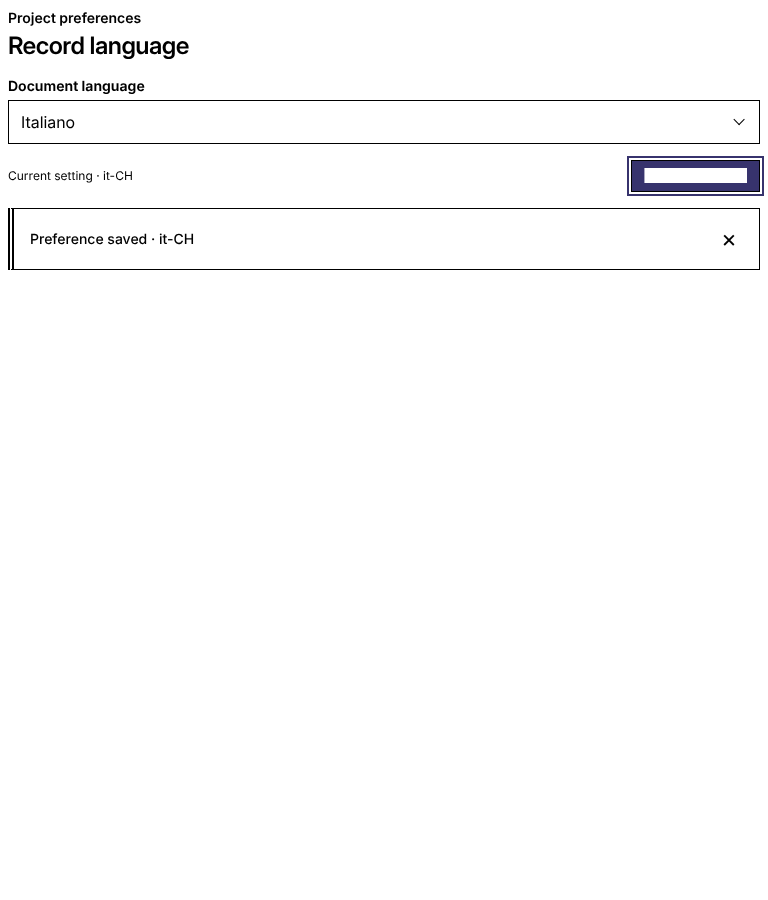 Project preferences
Record language
Document language
Italiano
Current setting · it-CH
Preference saved · it-CH